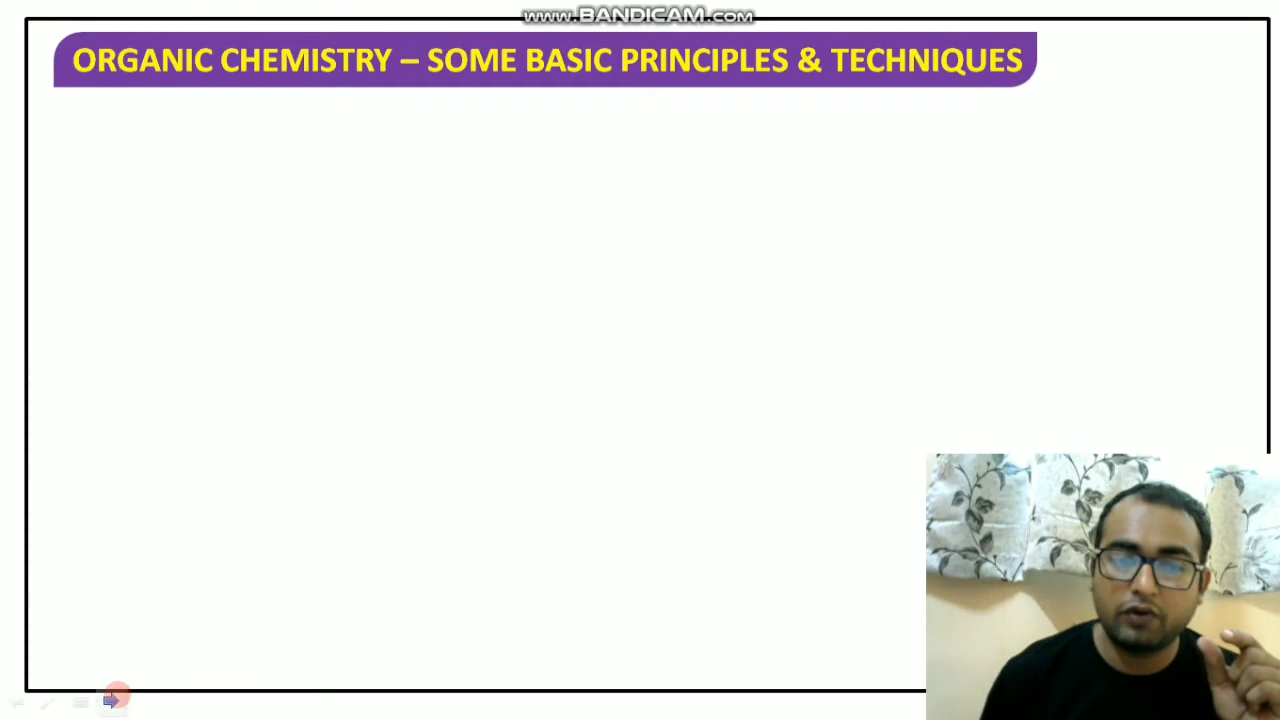 www.BANDICAM.com
ORGANIC CHEMISTRY – SOME BASIC PRINCIPLES & TECHNIQUES